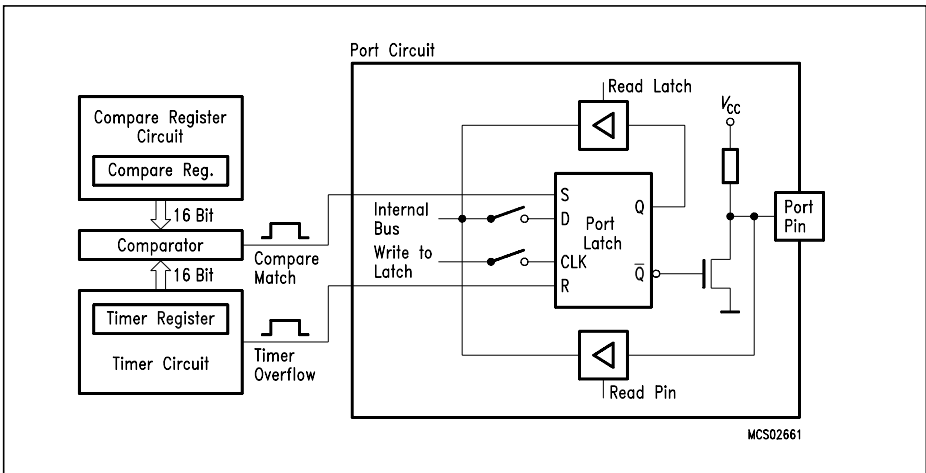 Port Circuit
Compare Register
Circuit
Compare Reg.
16 Bit
Comparator
16 Bit
Timer Register
Timer Circuit
Compare
Match
Timer
Overflow
Read Latch
VCC
Internal
Bus
Write to
Latch
S
D
CLK
R
Port
Latch
Q
Q̅
Port
Pin
Read Pin
MCS02661